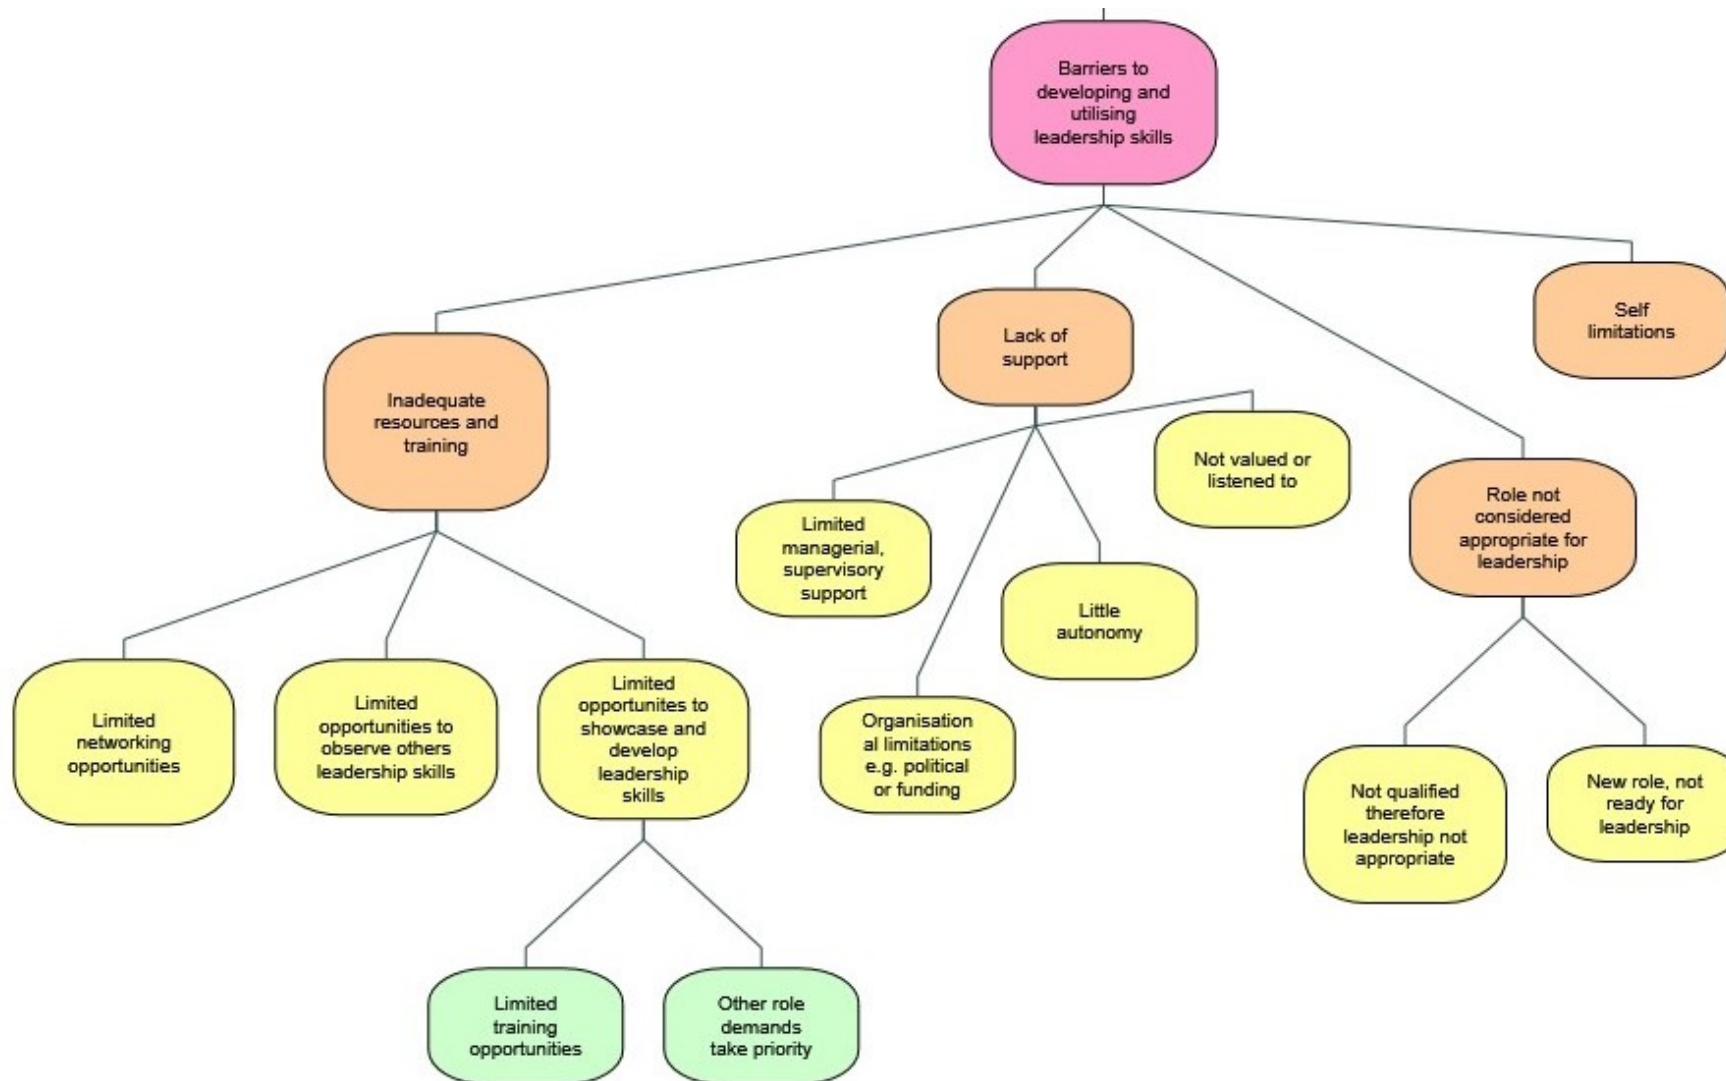 Barriers to
developing and
utilising
leadership skills
Self
limitations
Lack of
support
Inadequate
resources and
training
Not valued or
listened to
Role not
considered
appropriate for
leadership
Limited
managerial,
supervisory
support
Little
autonomy
Limited
networking
opportunities
Limited
opportunities to
observe others
leadership skills
Limited
opportunites to
showcase and
develop
leadership
skills
Organisation
al limitations
e.g. political
or funding
Not qualified
therefore
leadership not
appropriate
New role, not
ready for
leadership
Limited
training
opportunities
Other role
demands
take priority